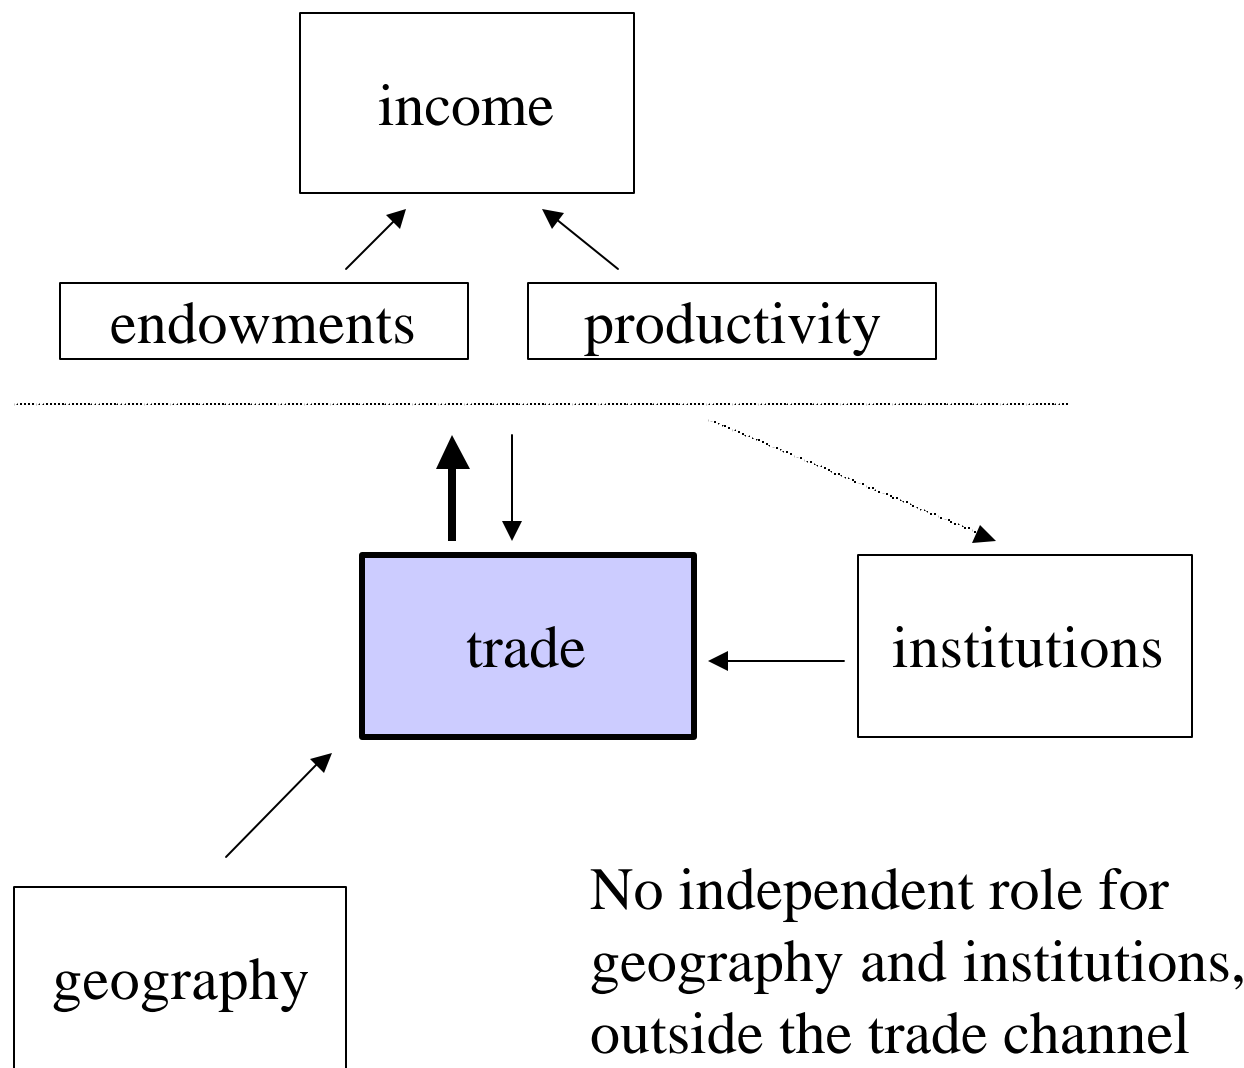 income
endowments
productivity
trade
institutions
geography
No independent role for
geography and institutions,
outside the trade channel